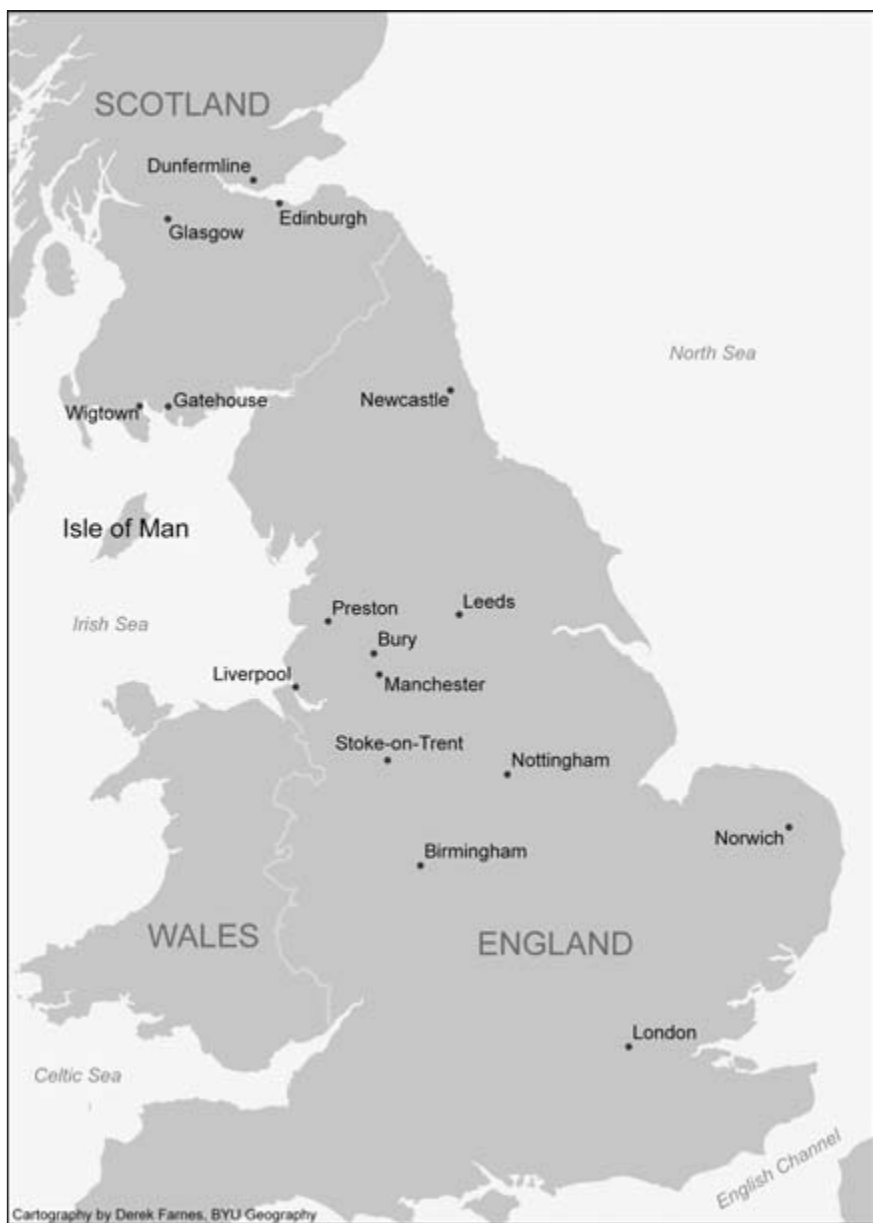 SCOTLAND
Dunfermline
Edinburgh
Glasgow
North Sea
Newcastle
Gatehouse
Wigtown
Isle of Man
Irish Sea
Preston
Leeds
Bury
Liverpool
Manchester
Stoke-on-Trent
Nottingham
Norwich
Birmingham
WALES
ENGLAND
London
Celtic Sea
English Channel
Cartography by Derek Farnes, BYU Geography